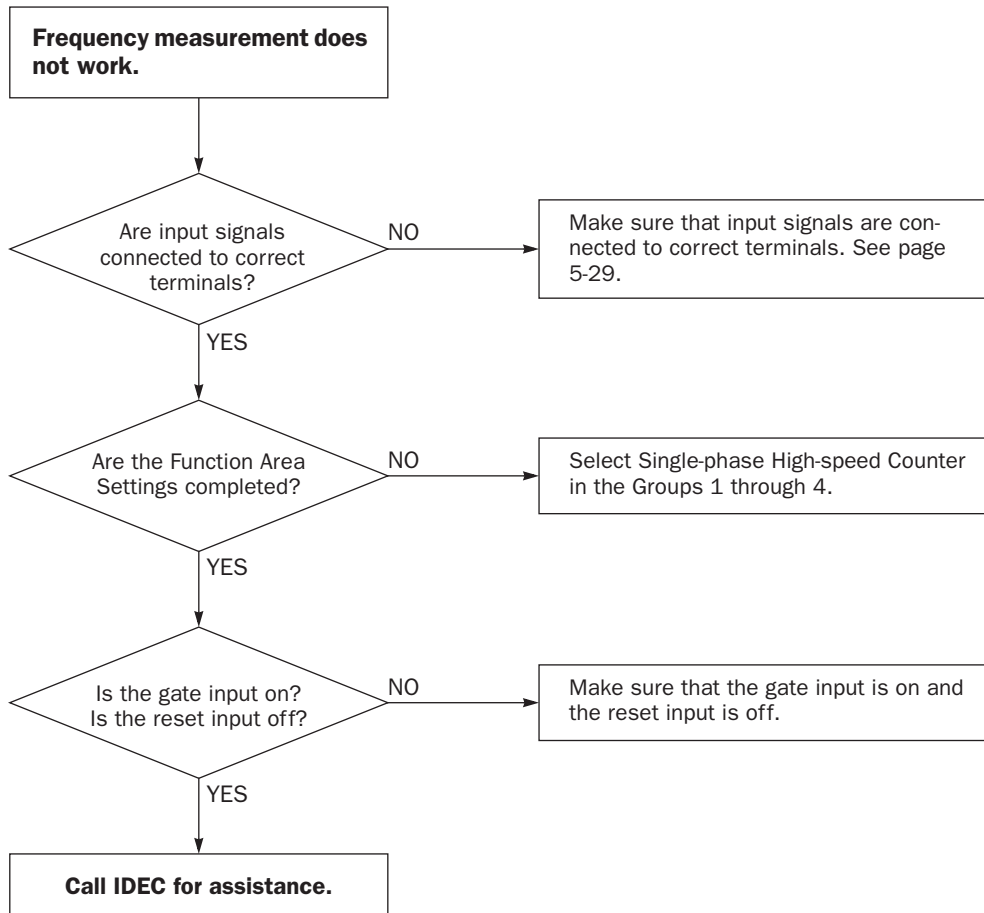 Frequency measurement does
not work.
Are input signals
connected to correct
terminals?
NO
Make sure that input signals are con-
nected to correct terminals. See page
5-29.
YES
Are the Function Area
Settings completed?
NO
Select Single-phase High-speed Counter
in the Groups 1 through 4.
YES
Is the gate input on?
Is the reset input off?
NO
Make sure that the gate input is on and
the reset input is off.
YES
Call IDEC for assistance.